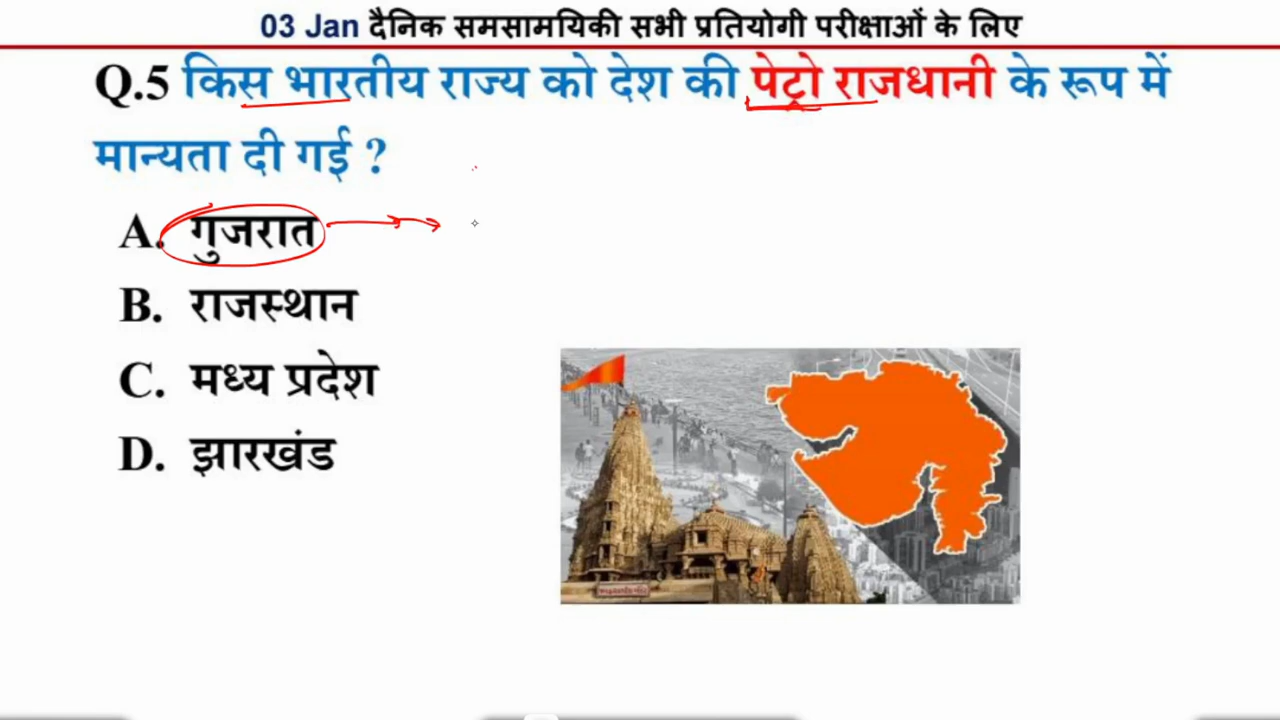 03 Jan दैनिक समसामयिकी सभी प्रतियोगी परीक्षाओं के लिए
Q.5 किस भारतीय राज्य को देश की पेट्रो राजधानी के रूप में
मान्यता दी गई ?
A. गुजरात
B. राजस्थान
C. मध्य प्रदेश
D. झारखंड